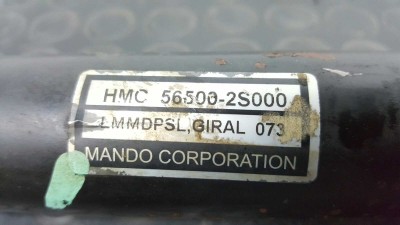 HMC 56500-2S000
LMMDPSL,GIRAL 073
MANDO CORPORATION